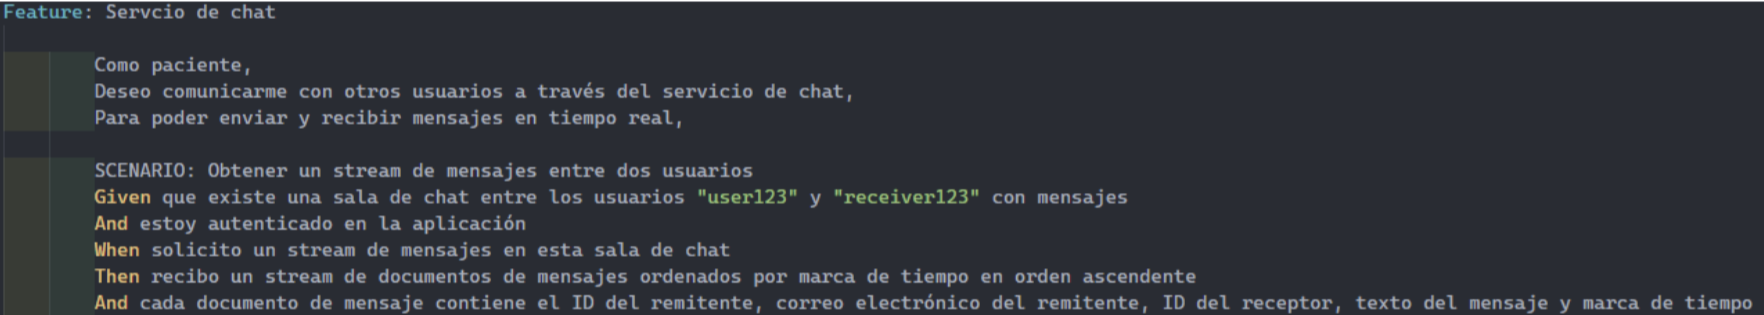 Feature: Servcio de chat
Como paciente,
Deseo comunicarme con otros usuarios a través del servicio de chat,
Para poder enviar y recibir mensajes en tiempo real,
SCENARIO: Obtener un stream de mensajes entre dos usuarios
Given que existe una sala de chat entre los usuarios "user123" y "receiver123" con mensajes
And estoy autenticado en la aplicación
When solicito un stream de mensajes en esta sala de chat
Then recibo un stream de documentos de mensajes ordenados por marca de tiempo en orden ascendente
And cada documento de mensaje contiene el ID del remitente, correo electrónico del remitente, ID del receptor, texto del mensaje y marca de tiempo